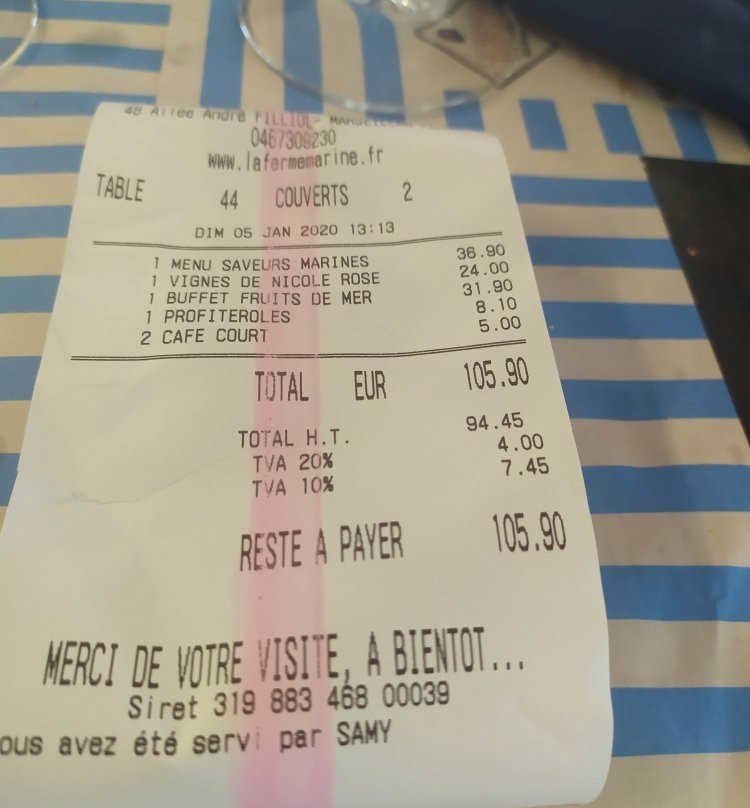 48 Allée André FILLIOL-
0467309230
www.lafermemarine.fr
TABLE 44 COUVERTS 2
DIM 05 JAN 2020 13:13
1 MENU SAVEURS MARINES 36.90
1 VIGNES DE NICOLE ROSE 24.00
1 BUFFET FRUITS DE MER 31.90
1 PROFITEROLES 8.10
2 CAFE COURT 5.00
TOTAL EUR 105.90
TOTAL H.T. 94.45
TVA 20% 4.00
TVA 10% 7.45
RESTE A PAYER 105.90
MERCI DE VOTRE VISITE, A BIENTOT...
Siret 319 883 468 00039
ous avez été servi par SAMY